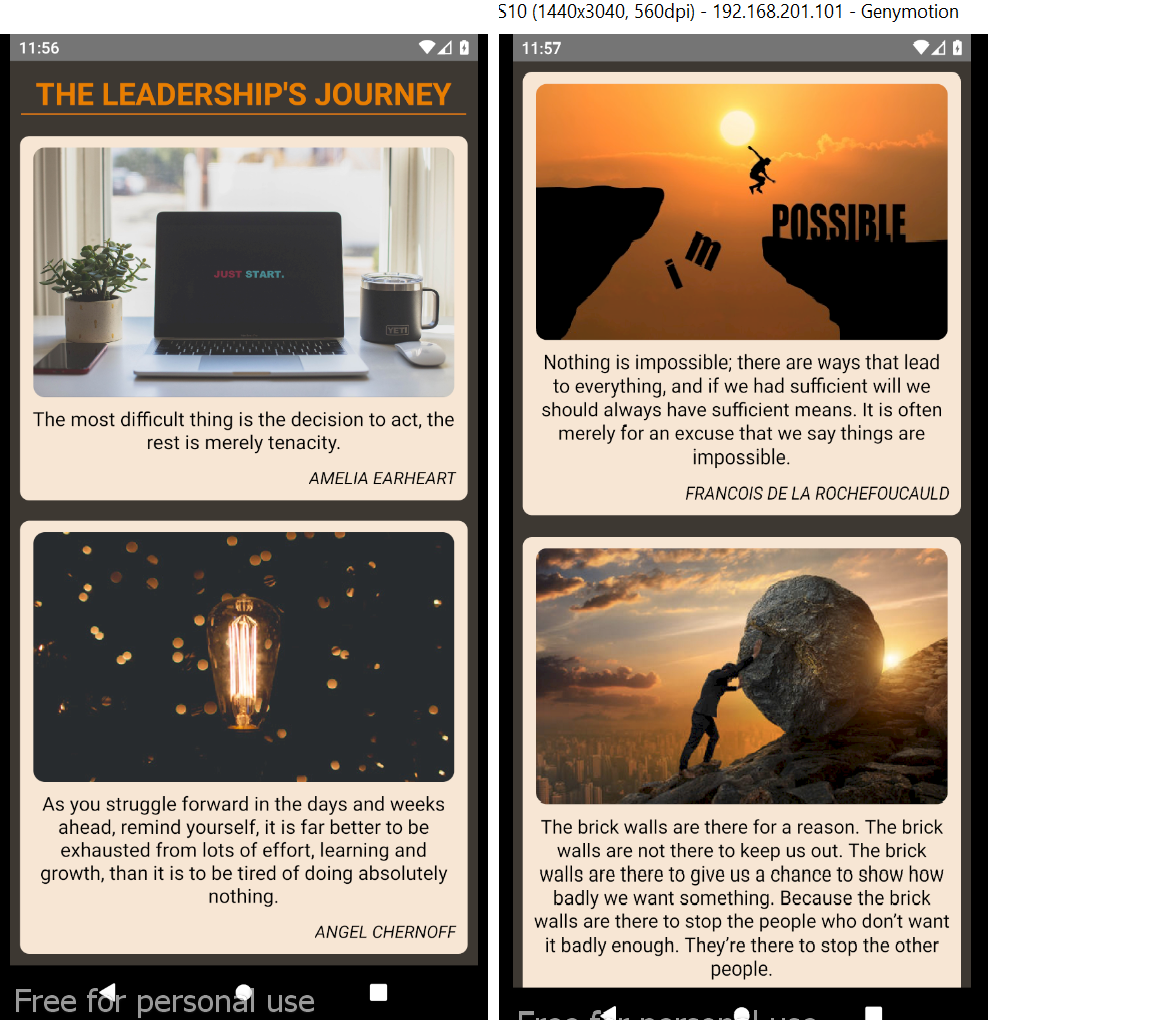 S10 (1440x3040, 560dpi) - 192.168.201.101 - Genymotion
11:56
THE LEADERSHIP'S JOURNEY
JUST START.
YETI
The most difficult thing is the decision to act, the
rest is merely tenacity.
AMELIA EARHEART
As you struggle forward in the days and weeks
ahead, remind yourself, it is far better to be
exhausted from lots of effort, learning and
growth, than it is to be tired of doing absolutely
nothing.
ANGEL CHERNOFF
Free for personal use
11:57
POSSIBLE
m
I
Nothing is impossible; there are ways that lead
to everything, and if we had sufficient will we
should always have sufficient means. It is often
merely for an excuse that we say things are
impossible.
FRANCOIS DE LA ROCHEFOUCAULD
The brick walls are there for a reason. The brick
walls are not there to keep us out. The brick
walls are there to give us a chance to show how
badly we want something. Because the brick
walls are there to stop the people who don’t want
it badly enough. They’re there to stop the other
people.
Free for personal use